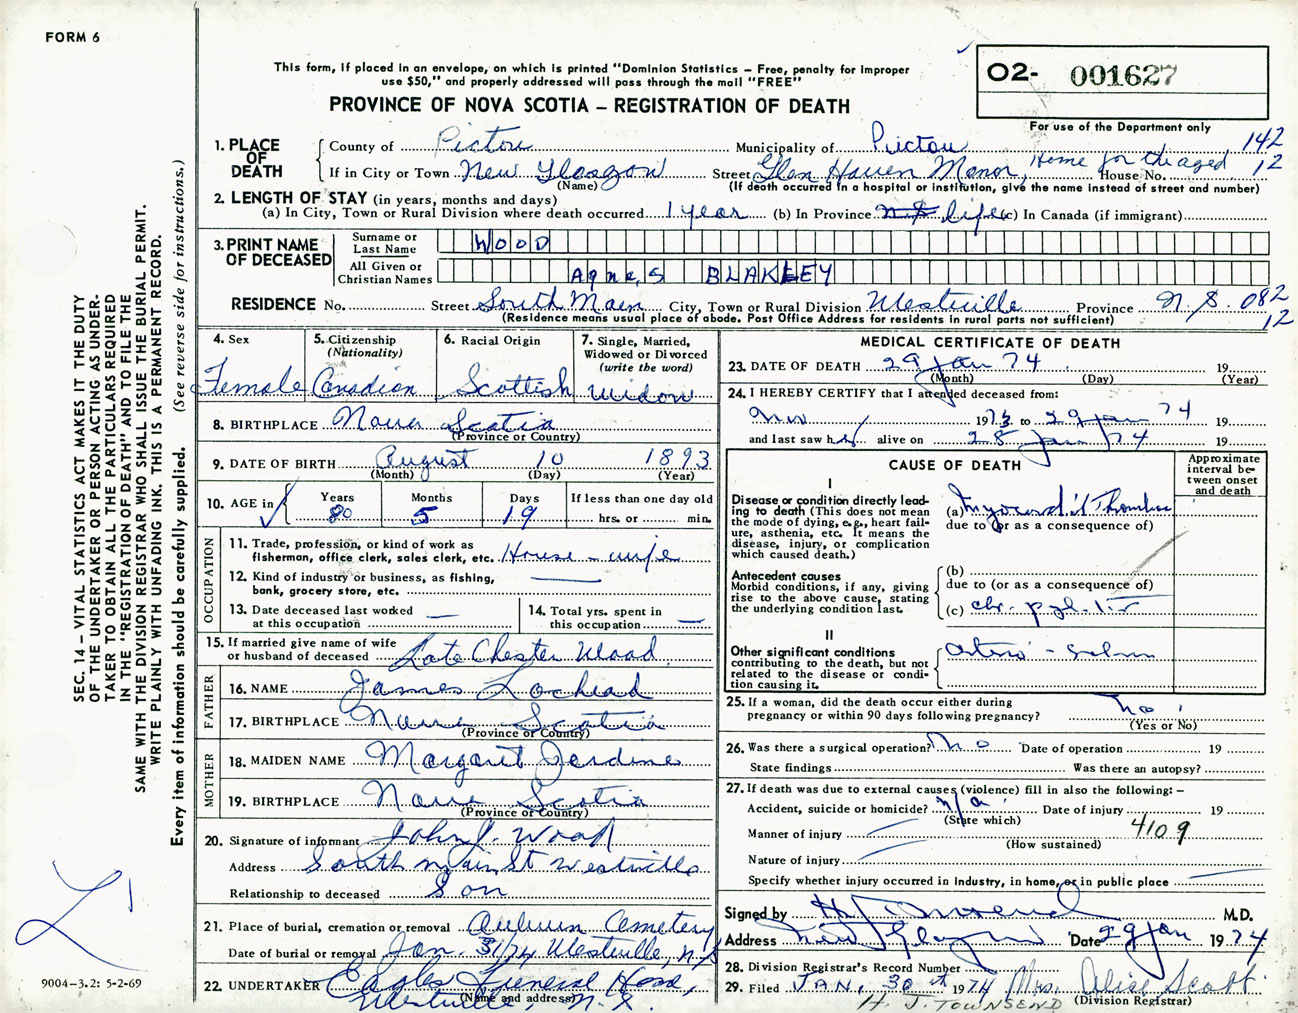 FORM 6
This form, if placed in an envelope, on which is printed "Dominion Statistics – Free, penalty for improper
use $50," and properly addressed will pass through the mail "FREE"
PROVINCE OF NOVA SCOTIA – REGISTRATION OF DEATH
02- 001627
For use of the Department only
142
12
1. PLACE OF DEATH
County of Pictou Municipality of Pictou
If in City or Town New Glasgow Street Glen Haven Manor, Home for the aged House No.
(Name) (If death occurred in a hospital or institution, give the name instead of street and number)
2. LENGTH OF STAY (in years, months and days)
(a) In City, Town or Rural Division where death occurred 1 year (b) In Province life (c) In Canada (if immigrant)
3. PRINT NAME OF DECEASED
Surname or Last Name WOOD
All Given or Christian Names Agnes BLAKLEY
RESIDENCE No. Street South Main City, Town or Rural Division Westville Province N.S. 082
12
(Residence means usual place of abode. Post Office Address for residents in rural parts not sufficient)
4. Sex
Female
5. Citizenship
(Nationality)
Canadian
6. Racial Origin
Scottish
7. Single, Married,
Widowed or Divorced
(write the word)
Widow
8. BIRTHPLACE Nova Scotia
(Province or Country)
9. DATE OF BIRTH August 10 1893
(Month) (Day) (Year)
10. AGE in
Years Months Days If less than one day old
80 5 19 hrs. or min.
OCCUPATION
11. Trade, profession, or kind of work as
fisherman, office clerk, sales clerk, etc. House-wife
12. Kind of industry or business, as fishing,
bank, grocery store, etc.
13. Date deceased last worked
at this occupation
14. Total yrs. spent in
this occupation
15. If married give name of wife
or husband of deceased Late Chester Wood
FATHER
16. NAME James Lochead
17. BIRTHPLACE Nova Scotia
(Province or Country)
MOTHER
18. MAIDEN NAME Margaret Jardine
19. BIRTHPLACE Nova Scotia
(Province or Country)
20. Signature of informant John J. Wood
Address South Main St Westville
Relationship to deceased Son
21. Place of burial, cremation or removal Auburn Cemetery
Date of burial or removal Jan. 31/74 Westville, N.S
22. UNDERTAKER Eagles Funeral Home,
(Name and address) Westville, N.S.
MEDICAL CERTIFICATE OF DEATH
23. DATE OF DEATH 29 Jan 74 19
(Month) (Day) (Year)
24. I HEREBY CERTIFY that I attended deceased from:
Nov 1973 to 29 Jan 74
and last saw her alive on 28 Jan /74 19
CAUSE OF DEATH
Approximate
interval be-
tween onset
and death
I
Disease or condition directly lead-
ing to death (This does not
mean the mode of dying, e.g., heart fail-
ure, asthenia, etc. It means the
disease, injury, or complication
which caused death.)
(a)
due to (or as a consequence of)
Antecedent causes
Morbid conditions, if any, giving
rise to the above cause, stating
the underlying condition last.
(b)
due to (or as a consequence of)
(c) chr.
II
Other significant conditions
contributing to the death, but not
related to the disease or condi-
tion causing it.
25. If a woman, did the death occur either during
pregnancy or within 90 days following pregnancy? no
(Yes or No)
26. Was there a surgical operation? no Date of operation 19
State findings Was there an autopsy?
27. If death was due to external causes (violence) fill in also the following:–
Accident, suicide or homicide? n/a Date of injury 19
(State which)
Manner of injury 4109
(How sustained)
Nature of injury
Specify whether injury occurred in industry, in home, or in public place
Signed by H J Townsend M.D.
Address New Glasgow Date 29 Jan 1974
28. Division Registrar's Record Number
29. Filed JAN. 30th 1974 Mrs. Alice Scott
H. J. TOWNSEND (Division Registrar)
SEC. 14 – VITAL STATISTICS ACT MAKES IT THE DUTY
OF THE UNDERTAKER OR PERSON ACTING AS UNDER-
TAKER TO OBTAIN ALL THE PARTICULARS REQUIRED
IN THE "REGISTRATION OF DEATH" AND TO FILE THE
SAME WITH THE DIVISION REGISTRAR WHO SHALL ISSUE THE BURIAL PERMIT.
WRITE PLAINLY WITH UNFADING INK. THIS IS A PERMANENT RECORD.
Every item of information should be carefully supplied. (See reverse side for instructions.)
9004-3.2: 5-2-69